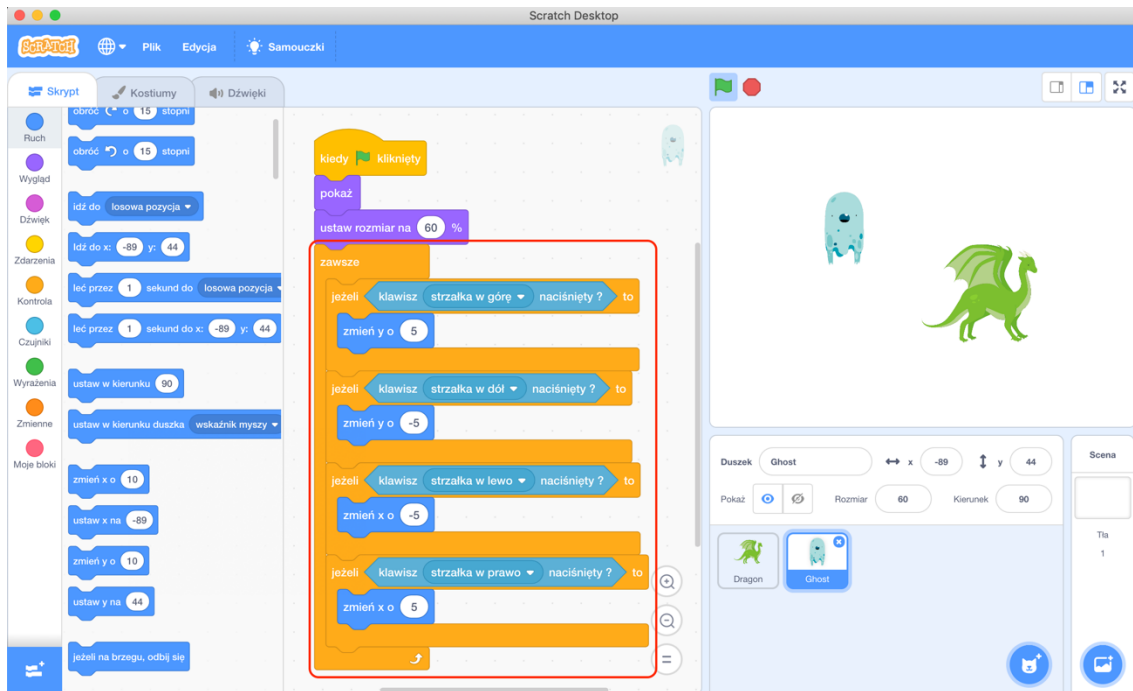 Scratch Desktop
SCRATCH Plik Edycja Samouczki
Skrypt Kostiumy Dźwięki
Ruch
Wygląd
Dźwięk
Zdarzenia
Kontrola
Czujniki
Wyrażenia
Zmienne
Moje bloki
obróć o 15 stopni
obróć o 15 stopni
idź do losowa pozycja
Idź do x: -89 y: 44
leć przez 1 sekund do losowa pozycja
leć przez 1 sekund do x: -89 y: 44
ustaw w kierunku 90
ustaw w kierunku duszka wskaźnik myszy
zmień x o 10
ustaw x na -89
zmień y o 10
ustaw y na 44
jeżeli na brzegu, odbij się
kiedy kliknięty
pokaż
ustaw rozmiar na 60 %
zawsze
jeżeli klawisz strzałka w górę naciśnięty ? to
zmień y o 5
jeżeli klawisz strzałka w dół naciśnięty ? to
zmień y o -5
jeżeli klawisz strzałka w lewo naciśnięty ? to
zmień x o -5
jeżeli klawisz strzałka w prawo naciśnięty ? to
zmień x o 5
Duszek Ghost x -89 y 44
Pokaż Rozmiar 60 Kierunek 90
Dragon
Ghost
Scena
Tła
1